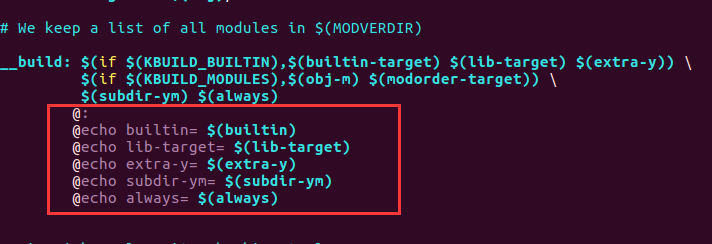 # We keep a list of all modules in $(MODVERDIR)
__build: $(if $(KBUILD_BUILTIN),$(builtin-target) $(lib-target) $(extra-y)) \
$(if $(KBUILD_MODULES),$(obj-m) $(modorder-target)) \
$(subdir-ym) $(always)
@:
@echo builtin= $(builtin)
@echo lib-target= $(lib-target)
@echo extra-y= $(extra-y)
@echo subdir-ym= $(subdir-ym)
@echo always= $(always)